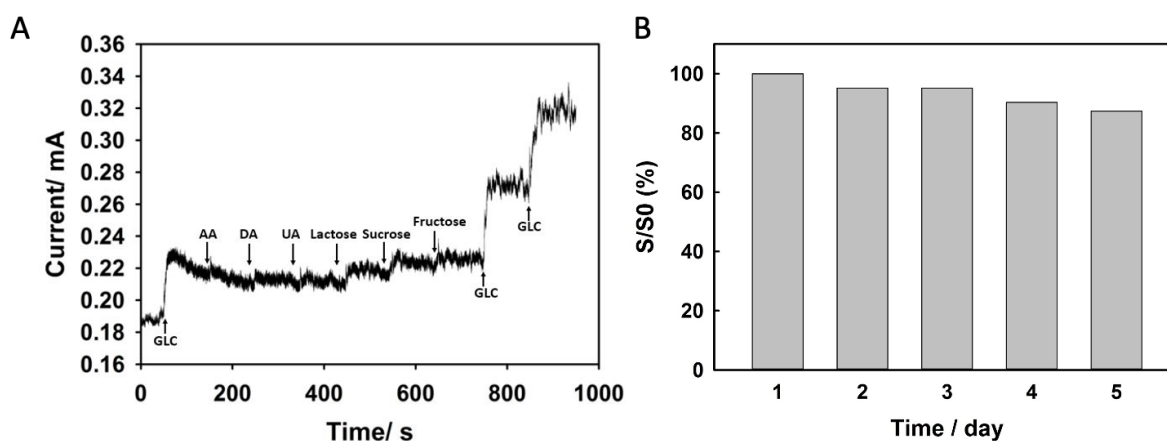 A
Current/ mA
0.36
0.32
0.28
0.24
0.20
0.16
0.34
0.30
0.26
0.22
0.18
GLC
AA
DA
UA
Lactose
Sucrose
Fructose
GLC
GLC
0
200
400
600
800
1000
Time/ s
B
S/S0 (%)
100
80
60
40
20
0
1
2
3
4
5
Time / day